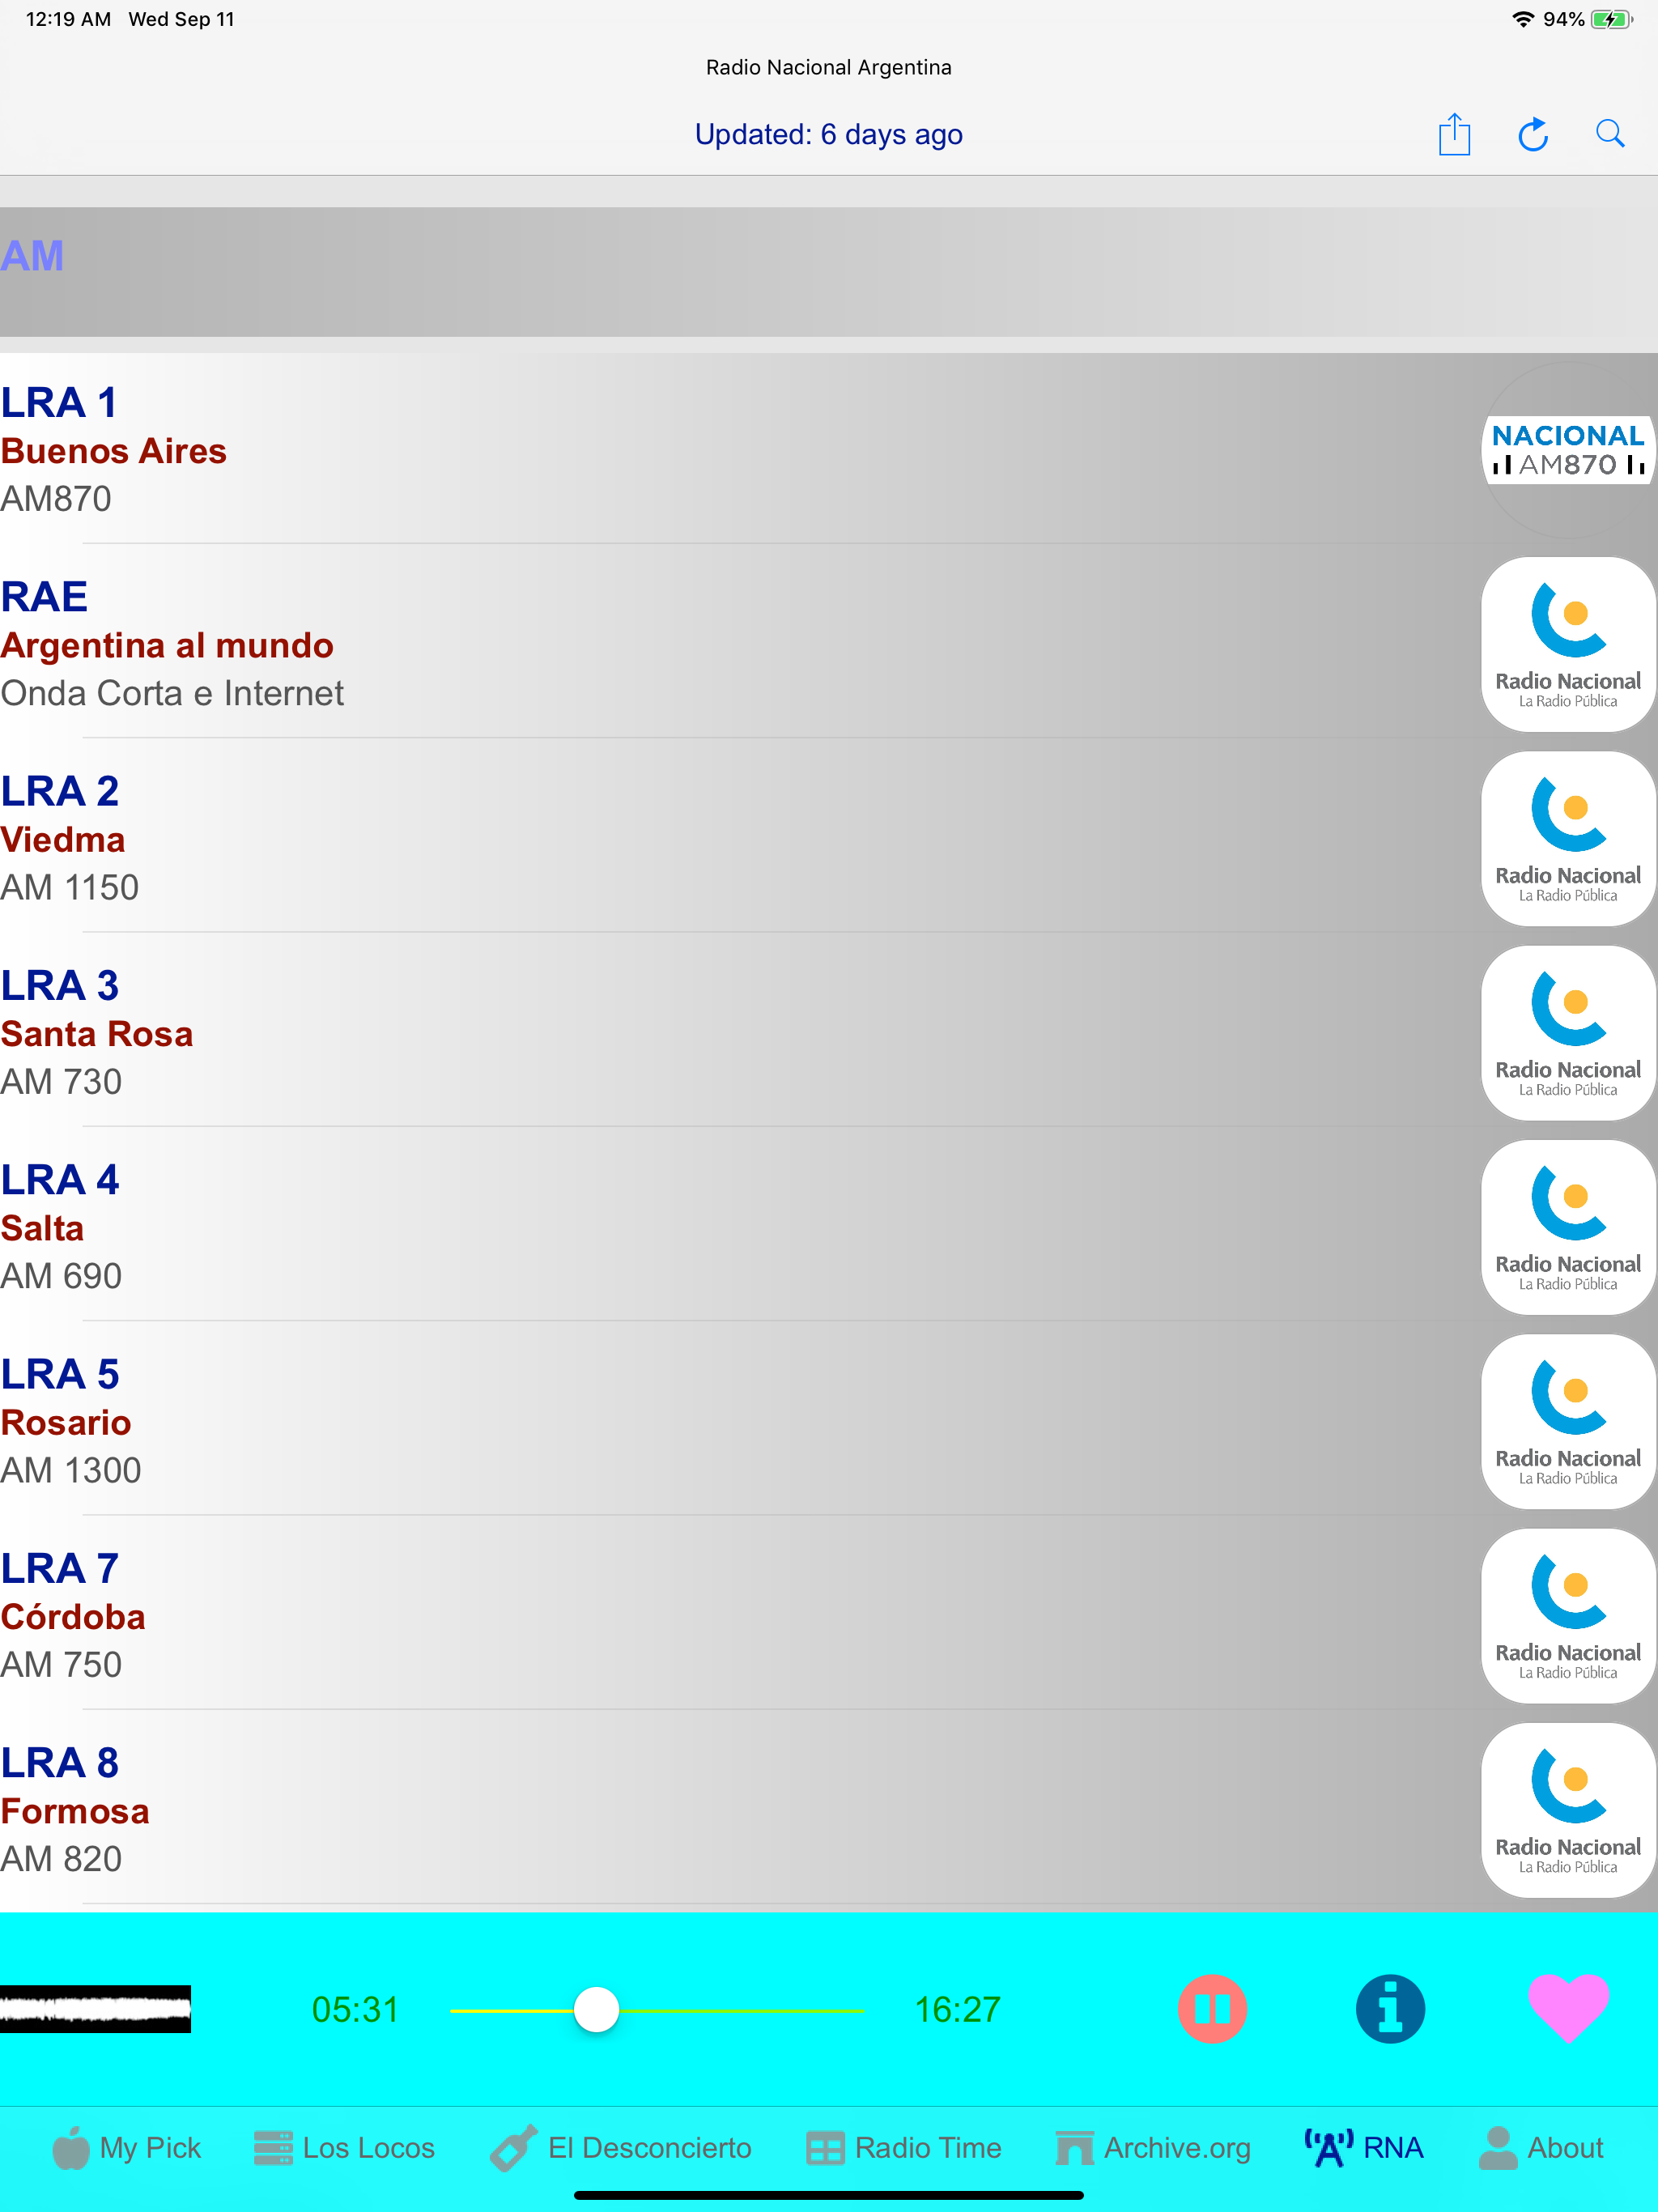 12:19 AM Wed Sep 11 94%
Radio Nacional Argentina
Updated: 6 days ago
AM
LRA 1
Buenos Aires
AM870
NACIONAL
AM870
RAE
Argentina al mundo
Onda Corta e Internet
Radio Nacional
La Radio Pública
LRA 2
Viedma
AM 1150
Radio Nacional
La Radio Pública
LRA 3
Santa Rosa
AM 730
Radio Nacional
La Radio Pública
LRA 4
Salta
AM 690
Radio Nacional
La Radio Pública
LRA 5
Rosario
AM 1300
Radio Nacional
La Radio Pública
LRA 7
Córdoba
AM 750
Radio Nacional
La Radio Pública
LRA 8
Formosa
AM 820
Radio Nacional
La Radio Pública
05:31 16:27
My Pick Los Locos El Desconcierto Radio Time Archive.org RNA About